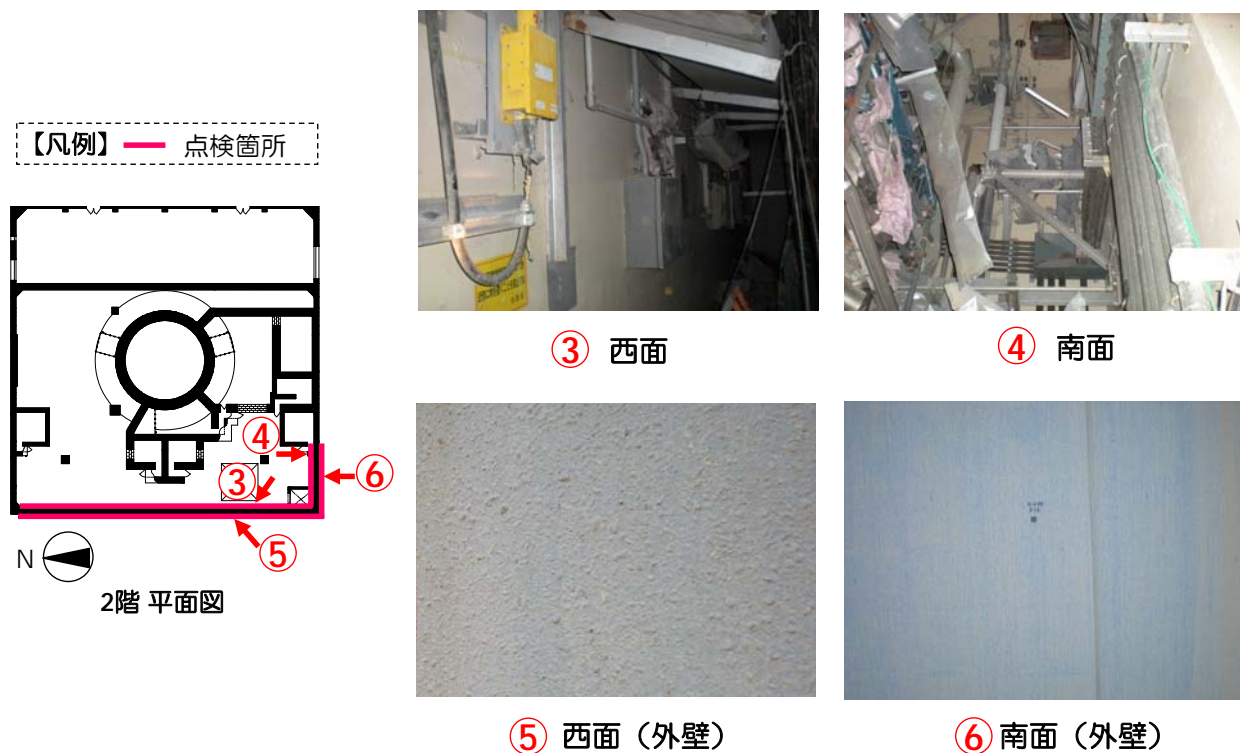 【凡例】 点検箇所
④
③
⑥
⑤
N
2階 平面図
③ 西面
④ 南面
⑤ 西面（外壁）
⑥ 南面（外壁）